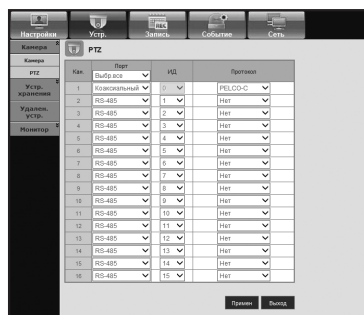 Настройки Устр. Запись Событие Сеть
Камера
Камера
PTZ
Устр. хранения
Удален. устр.
Монитор
PTZ
Кан. Порт ИД Протокол
Выбр.все
1 Коаксиальный 0 PELCO-C
2 RS-485 1 Нет
3 RS-485 2 Нет
4 RS-485 3 Нет
5 RS-485 4 Нет
6 RS-485 5 Нет
7 RS-485 6 Нет
8 RS-485 7 Нет
9 RS-485 8 Нет
10 RS-485 9 Нет
11 RS-485 10 Нет
12 RS-485 11 Нет
13 RS-485 12 Нет
14 RS-485 13 Нет
15 RS-485 14 Нет
16 RS-485 15 Нет
Примен Выход